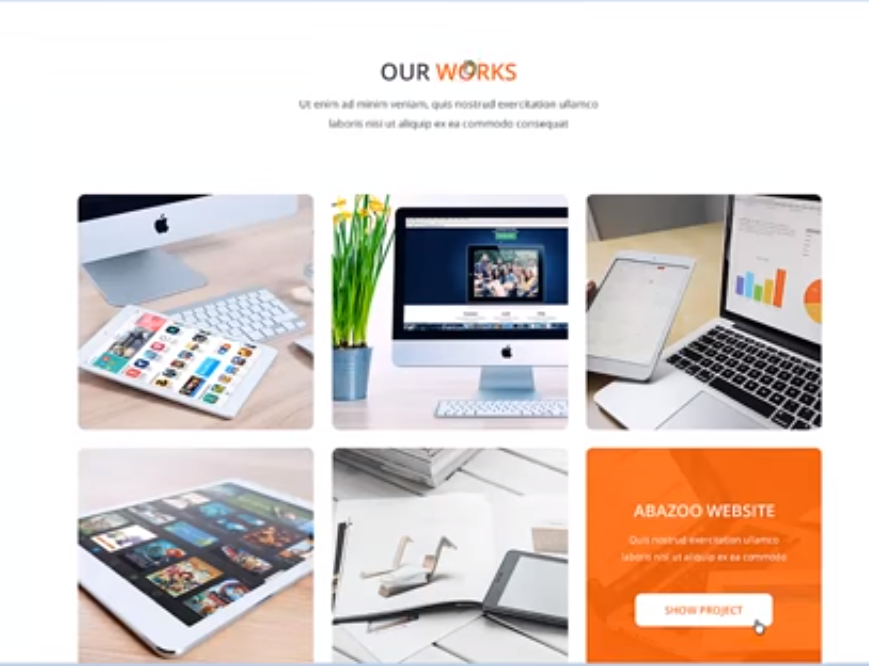 OUR WORKS
Ut enim ad minim veniam, quis nostrud exercitation ullamco
laboris nisi ut aliquip ex ea commodo consequat
ABAZOO WEBSITE
Quis nostrud exercitation ullamco
laboris nisi ut aliquip ex ea commodo
SHOW PROJECT